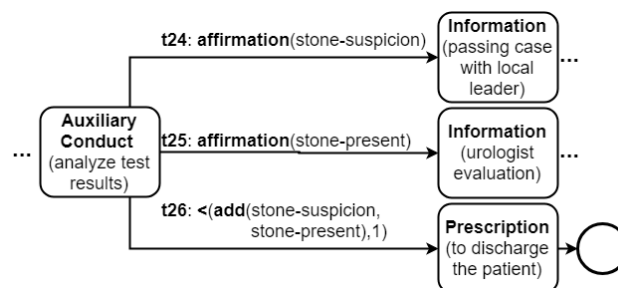 t24: affirmation(stone-suspicion)
Information
(passing case
with local
leader)
...
...
Auxiliary
Conduct
(analyze test
results)
t25: affirmation(stone-present)
Information
(urologist
evaluation)
...
t26: <(add(stone-suspicion,
stone-present),1)
Prescription
(to discharge
the patient)